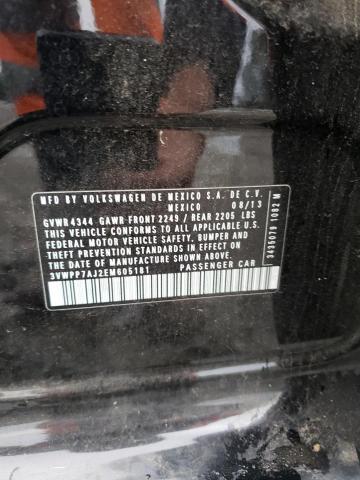 MFD BY VOLKSWAGEN DE MEXICO S.A. DE C.V.
MEXICO 08/13
GVWR 4344 GAWR FRONT 2249 / REAR 2205 LBS
THIS VEHICLE CONFORMS TO ALL APPLICABLE U.S.
FEDERAL MOTOR VEHICLE SAFETY, BUMPER, AND
THEFT PREVENTION STANDARDS IN EFFECT ON
THE DATE OF MANUFACTURE SHOWN ABOVE.
3VWPP7AJ2EM605181 PASSENGER CAR
3435079 1082 M